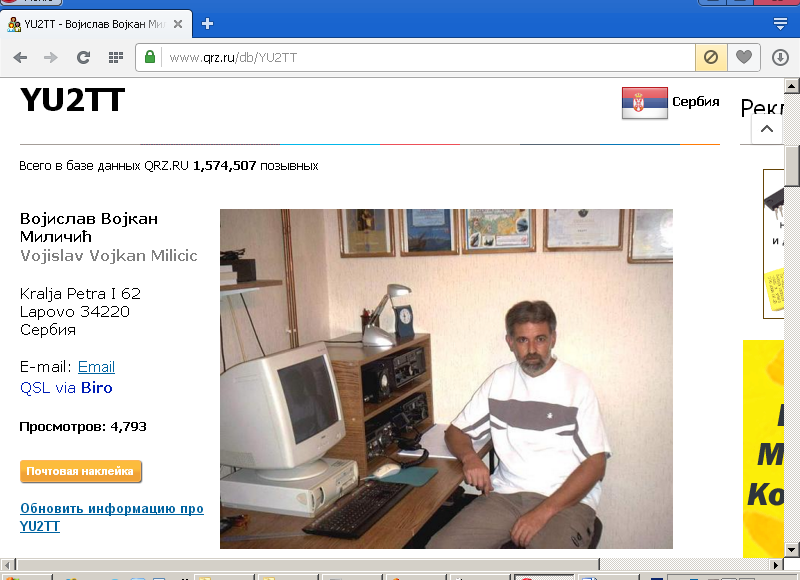 YU2TT - Војислав Војкан Ми
www.qrz.ru/db/YU2TT
YU2TT
Сербия
Рекл
Всего в базе данных QRZ.RU 1,574,507 позывных
Војислав Војкан
Миличић
Vojislav Vojkan Milicic
Kralja Petra I 62
Lapovo 34220
Сербия
E-mail: Email
QSL via Biro
Просмотров: 4,793
Почтовая наклейка
Обновить информацию про
YU2TT
М
Ко